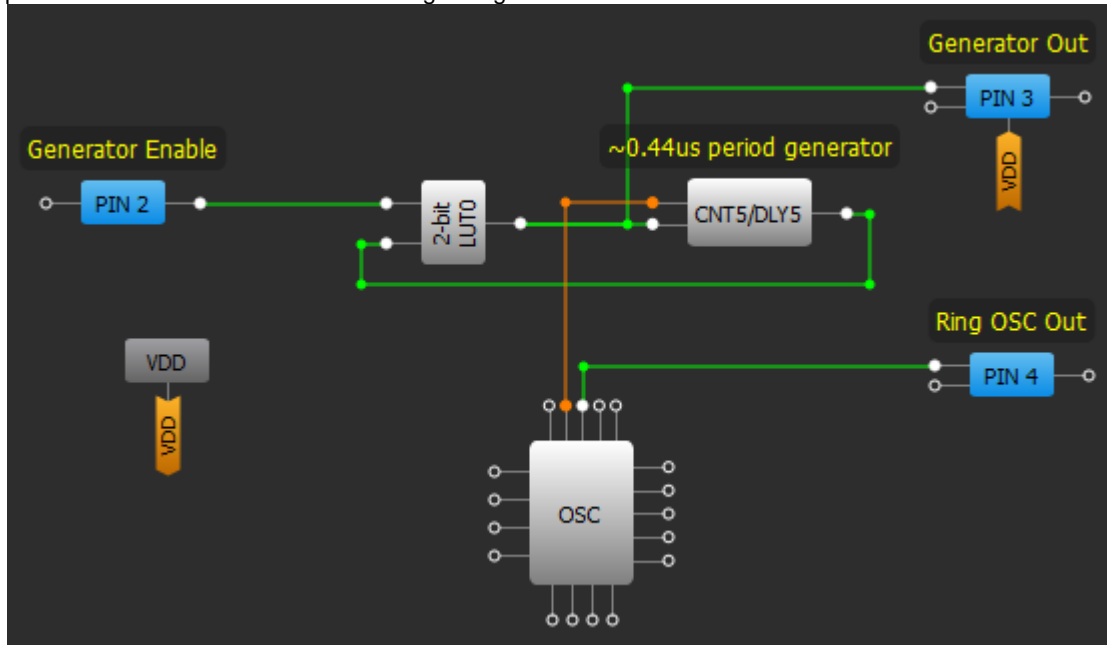 Generator Out
PIN 3
VDD
Generator Enable
PIN 2
2-bit
LUT0
~0.44us period generator
CNT5/DLY5
Ring OSC Out
PIN 4
VDD
VDD
OSC